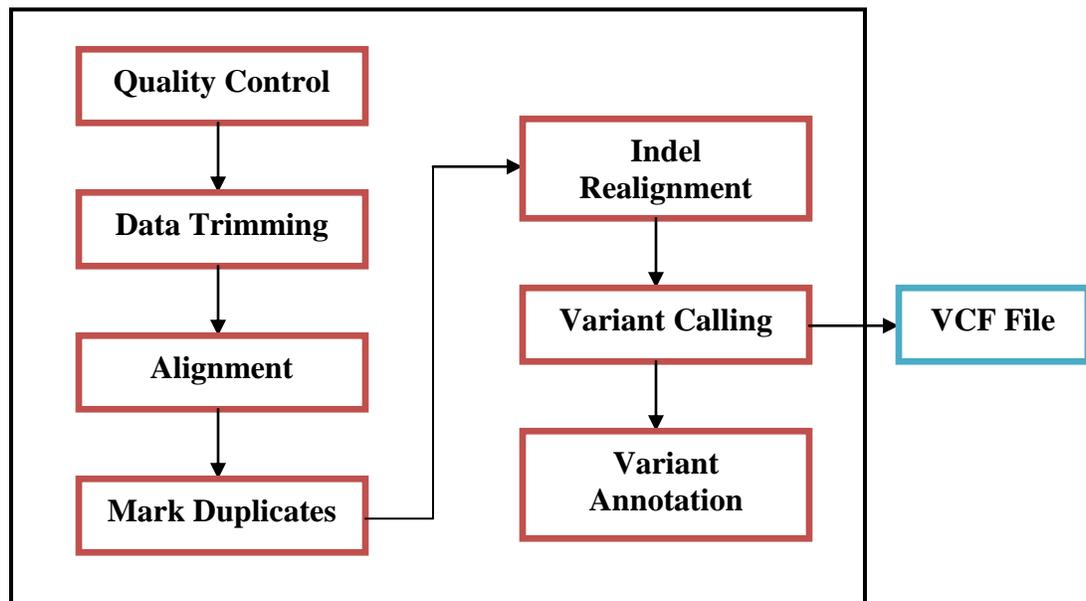 Quality Control
Data Trimming
Alignment
Mark Duplicates
Indel
Realignment
Variant Calling
Variant
Annotation
VCF File